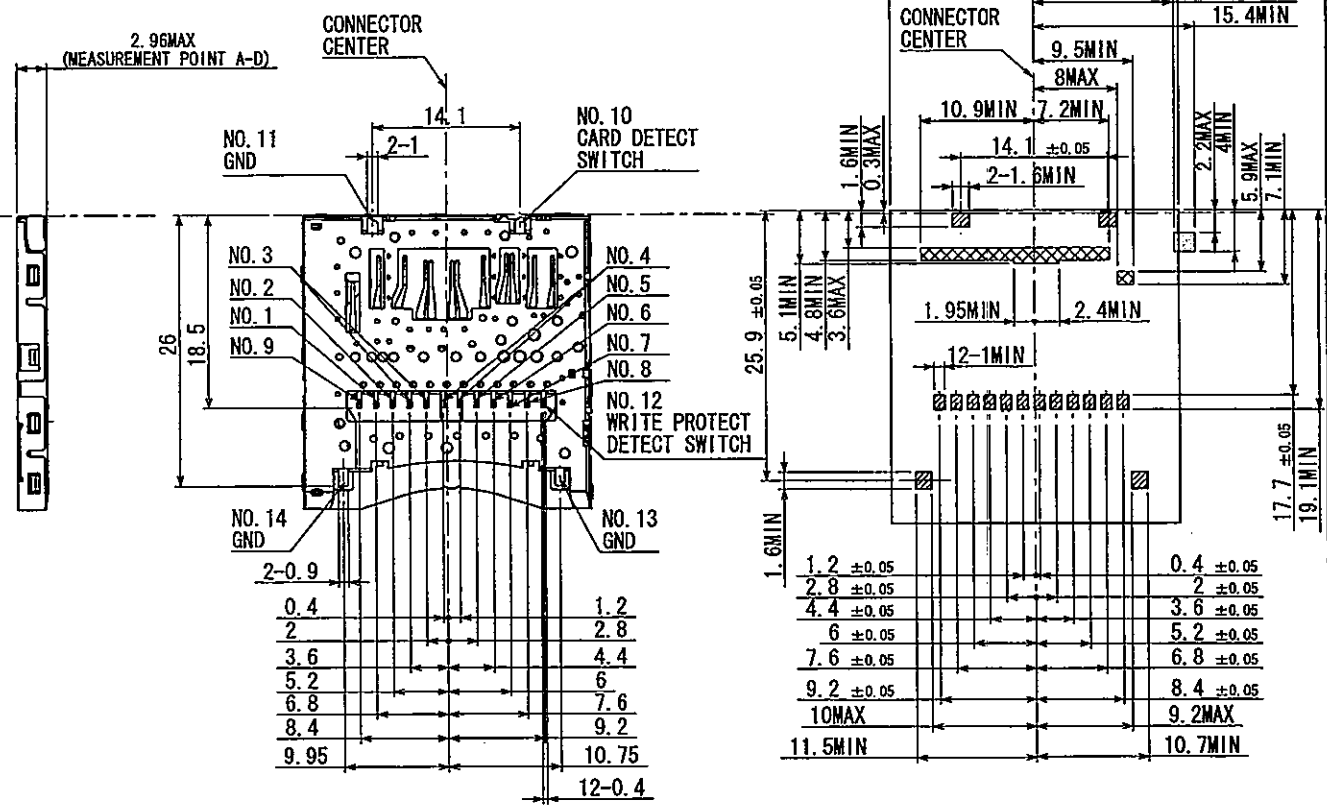 2.96MAX
(MEASUREMENT POINT A-D)
CONNECTOR
CENTER
14.1
2-1
NO. 11
GND
NO. 10
CARD DETECT
SWITCH
NO. 3
NO. 2
NO. 1
NO. 9
NO. 4
NO. 5
NO. 6
NO. 7
NO. 8
NO. 12
WRITE PROTECT
DETECT SWITCH
26
18.5
NO. 14
GND
NO. 13
GND
2-0.9
0.4
2
3.6
5.2
6.8
8.4
9.95
1.2
2.8
4.4
6
7.6
9.2
10.75
12-0.4
CONNECTOR
CENTER
15.4MIN
9.5MIN
8MAX
10.9MIN
7.2MIN
14.1 ±0.05
2-1.6MIN
1.6MIN
0.3MAX
2.2MAX
4MIN
5.9MAX
7.1MIN
25.9 ±0.05
5.1MIN
4.8MIN
3.6MAX
1.95MIN
2.4MIN
12-1MIN
17.7 ±0.05
19.1MIN
1.6MIN
1.2 ±0.05
2.8 ±0.05
4.4 ±0.05
6 ±0.05
7.6 ±0.05
9.2 ±0.05
10MAX
11.5MIN
0.4 ±0.05
2 ±0.05
3.6 ±0.05
5.2 ±0.05
6.8 ±0.05
8.4 ±0.05
9.2MAX
10.7MIN